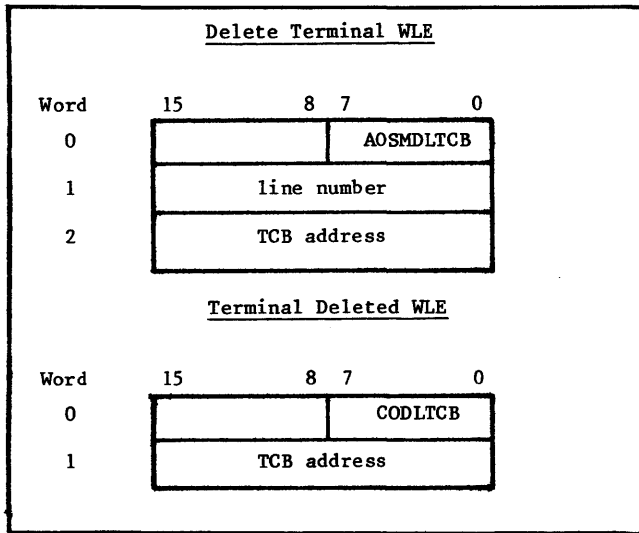 Delete Terminal WLE
Word 15 8 7 0
0 AOSMDLTCB
1 line number
2 TCB address
Terminal Deleted WLE
Word 15 8 7 0
0 CODLTCB
1 TCB address